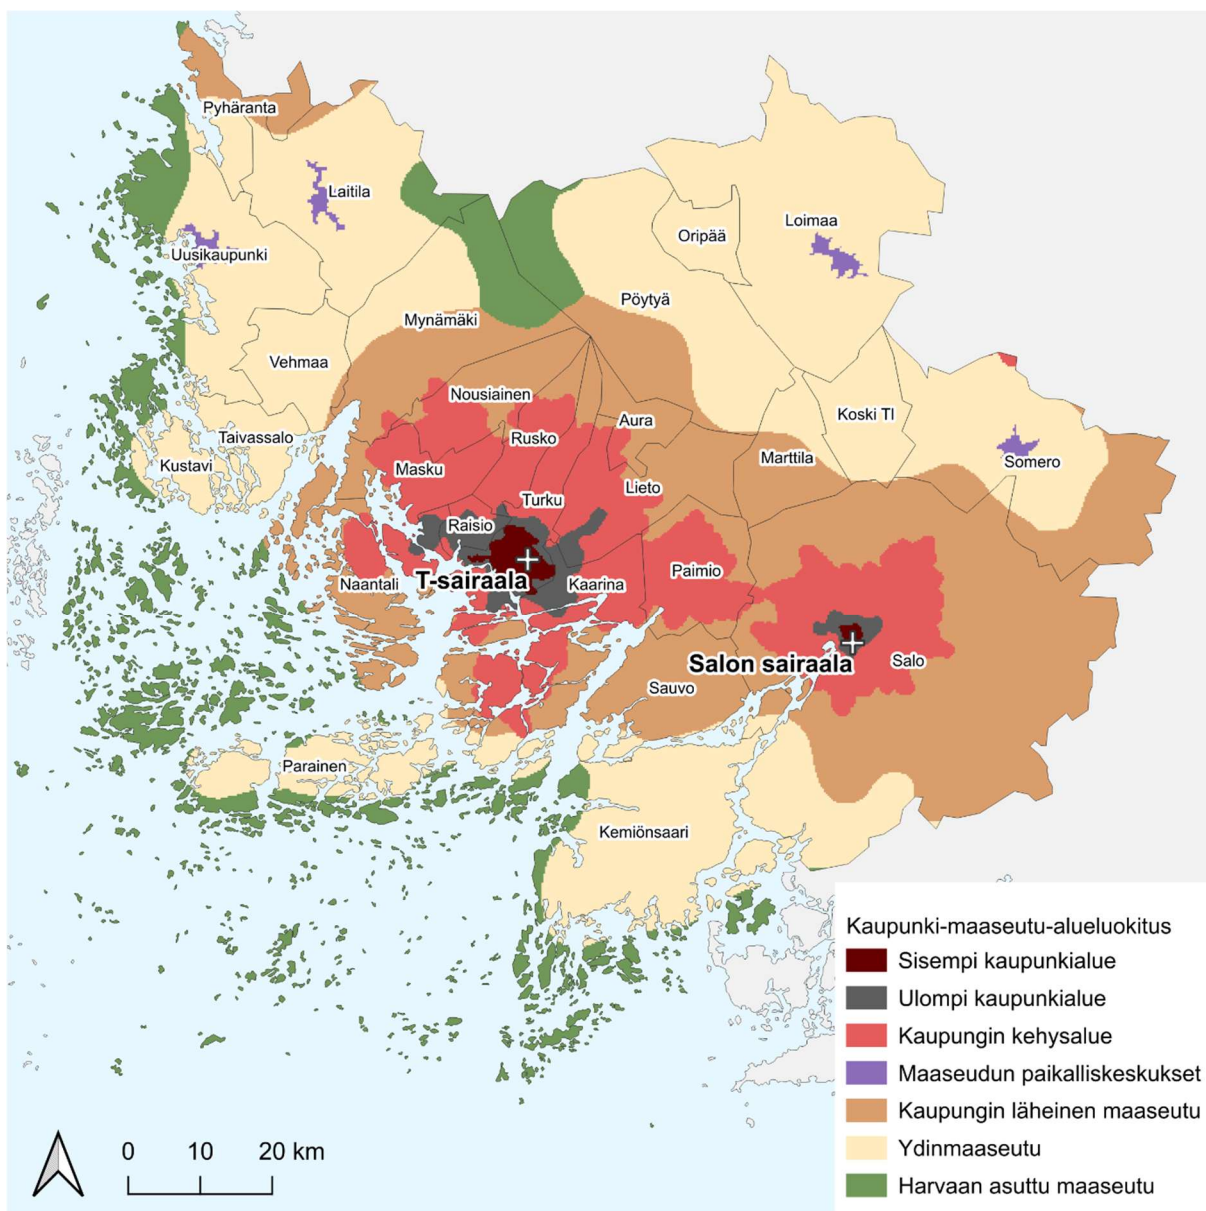 Pyhäranta
Laitila
Loimaa
Oripää
Uusikaupunki
Pöytyä
Mynämäki
Vehmaa
Nousiainen
Koski Tl
Aura
Taivassalo
Rusko
Marttila
Kustavi
Masku
Somero
Lieto
Turku
Raisio
Paimio
T-sairaala
Naantali
Kaarina
Salon sairaala
Salo
Sauvo
Parainen
Kemiönsaari
Kaupunki-maaseutu-alueluokitus
Sisempi kaupunkialue
Ulompi kaupunkialue
Kaupungin kehysalue
Maaseudun paikalliskeskukset
Kaupungin läheinen maaseutu
Ydinmaaseutu
Harvaan asuttu maaseutu
0 10 20 km